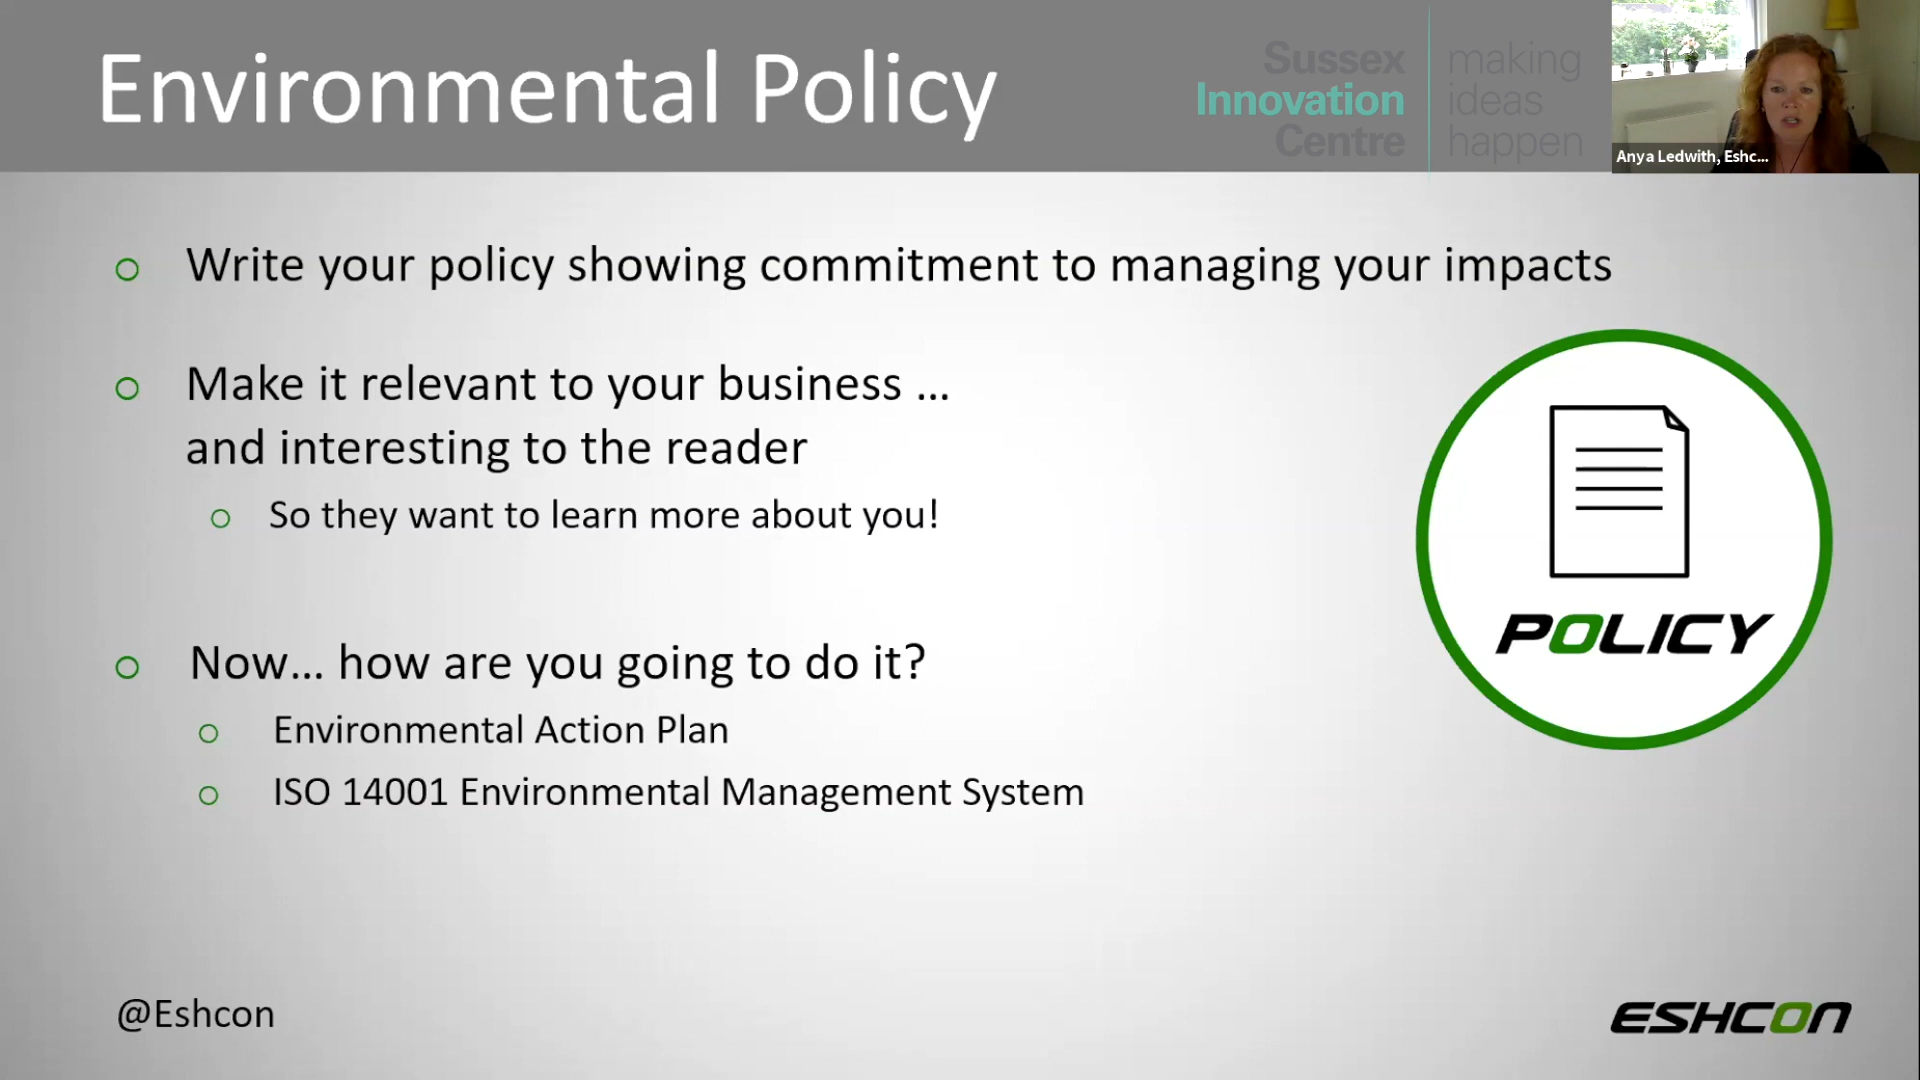 Environmental Policy
Sussex
Innovation
Centre
making
ideas
happen
Anya Ledwith, Eshc...
Write your policy showing commitment to managing your impacts
Make it relevant to your business ...
and interesting to the reader
So they want to learn more about you!
POLICY
Now... how are you going to do it?
Environmental Action Plan
ISO 14001 Environmental Management System
@Eshcon
ESHCON